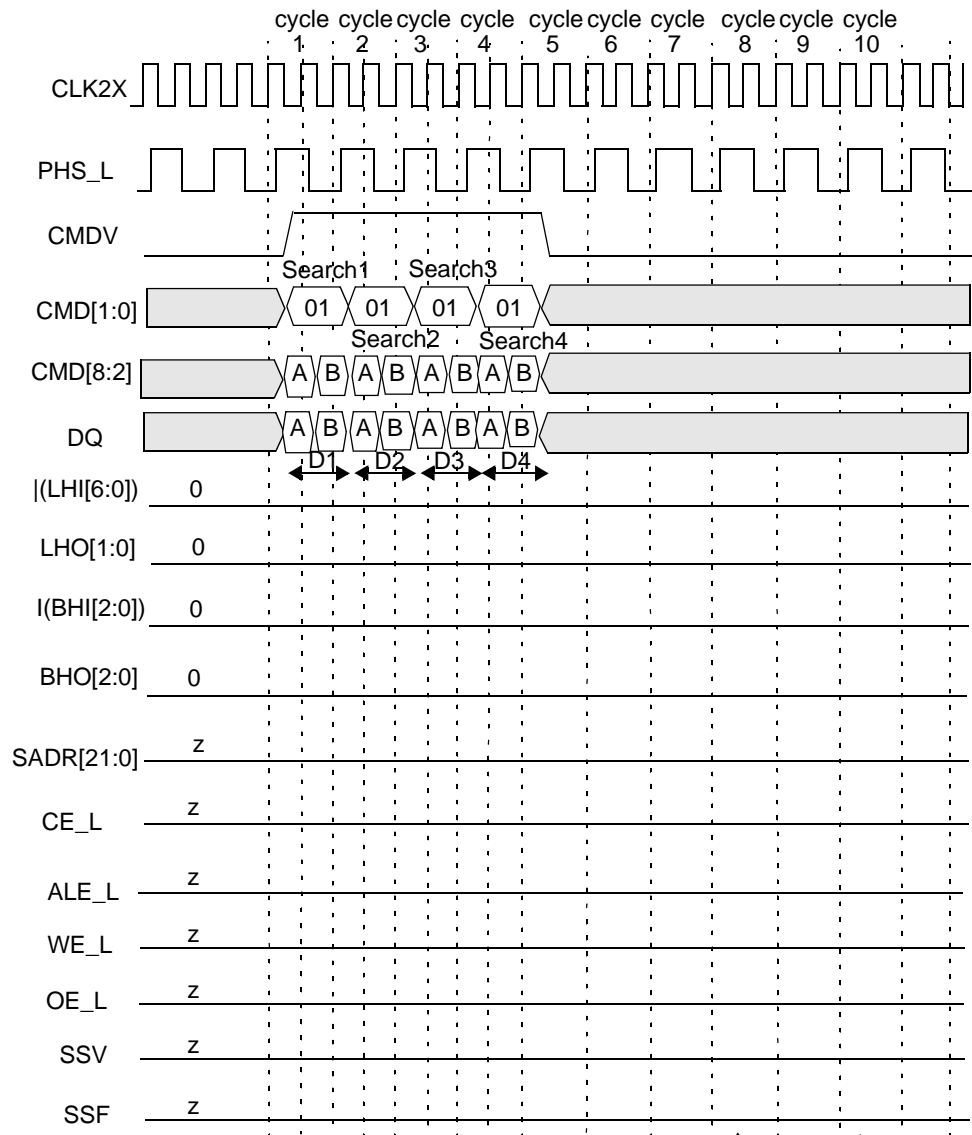 cycle cycle cycle cycle cycle cycle cycle cycle cycle cycle
1 2 3 4 5 6 7 8 9 10
CLK2X
PHS_L
CMDV
Search1 Search3
CMD[1:0] 01 01 01 01
Search2 Search4
CMD[8:2] A B A B A B A B
DQ A B A B A B A B
D1 D2 D3 D4
|(LHI[6:0]) 0
LHO[1:0] 0
I(BHI[2:0]) 0
BHO[2:0] 0
SADR[21:0] z
CE_L z
ALE_L z
WE_L z
OE_L z
SSV z
SSF z